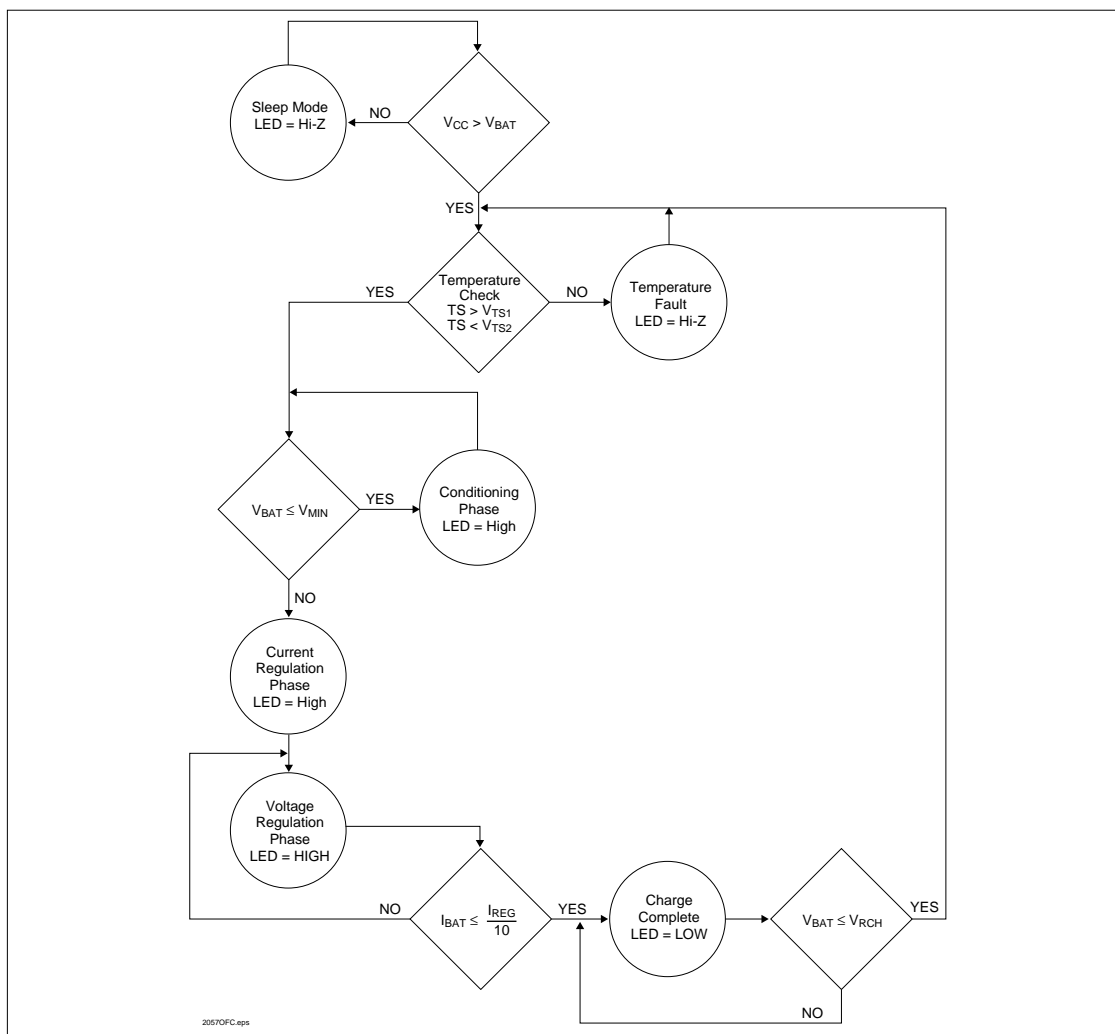 Sleep Mode
LED = Hi-Z
NO
VCC > VBAT
YES
Temperature
Check
TS > VTS1
TS < VTS2
YES
NO
Temperature
Fault
LED = Hi-Z
VBAT ≤ VMIN
YES
Conditioning
Phase
LED = High
NO
Current
Regulation
Phase
LED = High
Voltage
Regulation
Phase
LED = HIGH
NO
IBAT ≤ IREG
10
YES
Charge
Complete
LED = LOW
VBAT ≤ VRCH
YES
NO
2057OFC.eps